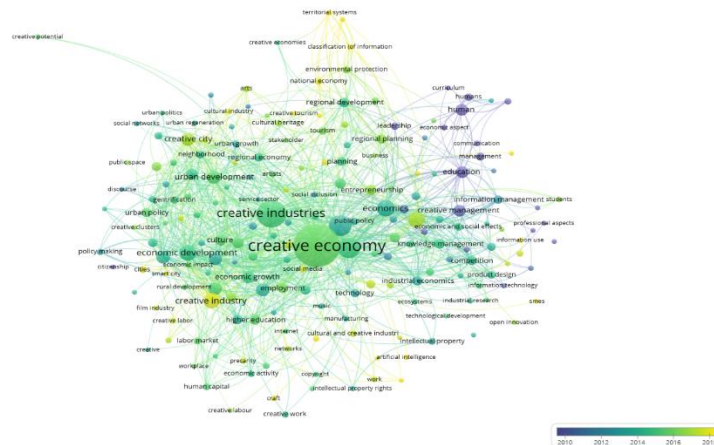 territorial systems
creative potential
creative economies
classification (of information
environmental protection
national economy
arts
curriculum
humans
human
regional development
cultural industry
creative tourism
urban politics
cultural heritage
leadership
social networks
urban regeneration
tourism
economic aspect
stakeholder
creative city
regional planning
urban growth
communication
neighborhood
regional economy
business
management
public space
planning
artists
education
urban development
discourse
entrepreneurship
social inclusion
gentrification
service sector
information management
students
creative clusters
urban policy
creative industries
economics
creative management
public policy
professional aspects
economic and social effects
culture
information use
creative economy
knowledge management
policy making
economic development
competition
citizenship
cities
economic impact
social media
smart city
economic growth
product design
industrial economics
information technology
rural development
employment
technology
creative industry
ecosystems
industrial research
smes
film industry
music
technological development
creative labor
higher education
manufacturing
open innovation
internet
cultural and creative industri
labor market
intellectual property
creative
networks
precarity
artificial intelligence
workplace
economic activity
copyright
work
human capital
intellectual property rights
craft
creative labour
creative work
2010 2012 2014 2016